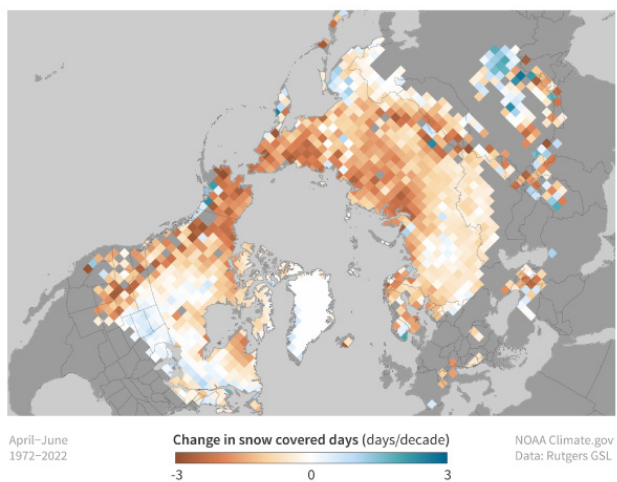 April–June
1972–2022
Change in snow covered days (days/decade)
-3
0
3
NOAA Climate.gov
Data: Rutgers GSL